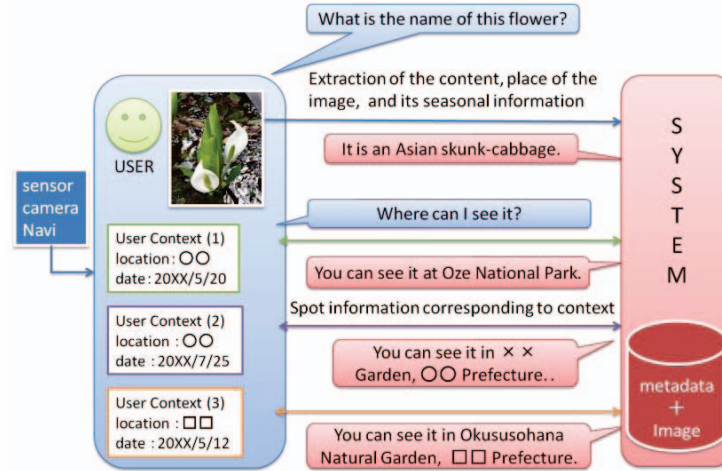 What is the name of this flower?
Extraction of the content, place of the
image, and its seasonal information
USER
It is an Asian skunk-cabbage.
S
Y
S
T
E
M
sensor
camera
Navi
Where can I see it?
User Context (1)
location : ○○
date : 20XX/5/20
You can see it at Oze National Park.
Spot information corresponding to context
User Context (2)
location : ○○
date : 20XX/7/25
You can see it in × ×
Garden, ○○ Prefecture. .
metadata
+
Image
User Context (3)
location : □□
date : 20XX/5/12
You can see it in Okususohana
Natural Garden, □□ Prefecture.